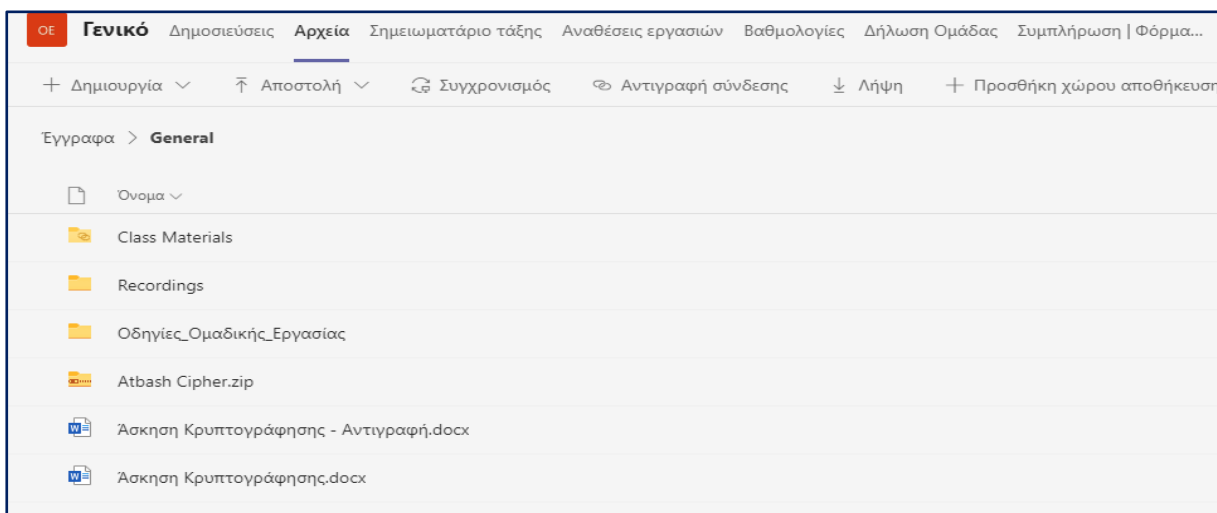 ΟΕ Γενικό Δημοσιεύσεις Αρχεία Σημειωματάριο τάξης Αναθέσεις εργασιών Βαθμολογίες Δήλωση Ομάδας Συμπλήρωση | Φόρμα...
+ Δημιουργία Αποστολή Συγχρονισμός Αντιγραφή σύνδεσης Λήψη + Προσθήκη χώρου αποθήκευση
Έγγραφα > General
Όνομα
Class Materials
Recordings
Οδηγίες_Ομαδικής_Εργασίας
Atbash Cipher.zip
Άσκηση Κρυπτογράφησης - Αντιγραφή.docx
Άσκηση Κρυπτογράφησης.docx